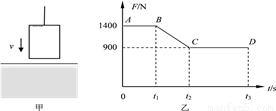 F/N
A B
1400
v
900
C D
0 t₁ t₂ t₃ t/s
甲 乙